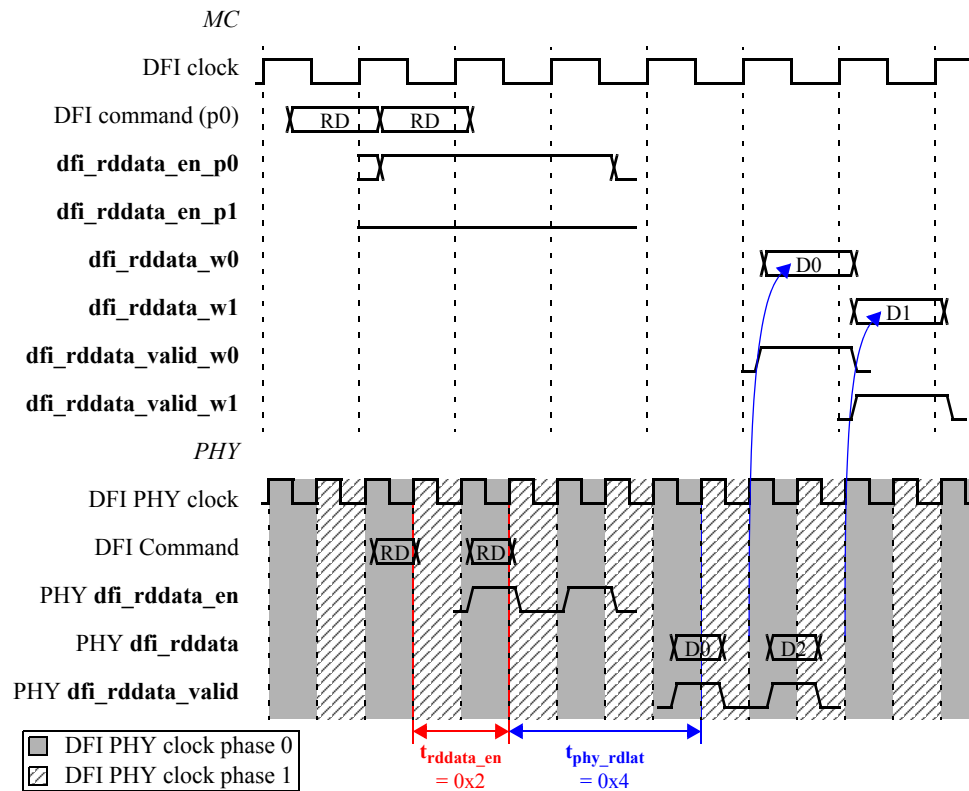 MC
DFI clock
DFI command (p0)
RD RD
dfi_rddata_en_p0
dfi_rddata_en_p1
dfi_rddata_w0
D0
dfi_rddata_w1
D1
dfi_rddata_valid_w0
dfi_rddata_valid_w1
PHY
DFI PHY clock
DFI Command
RD RD
PHY dfi_rddata_en
PHY dfi_rddata
D0 D2
PHY dfi_rddata_valid
DFI PHY clock phase 0
DFI PHY clock phase 1
trddata_en
= 0x2
tphy_rdlat
= 0x4